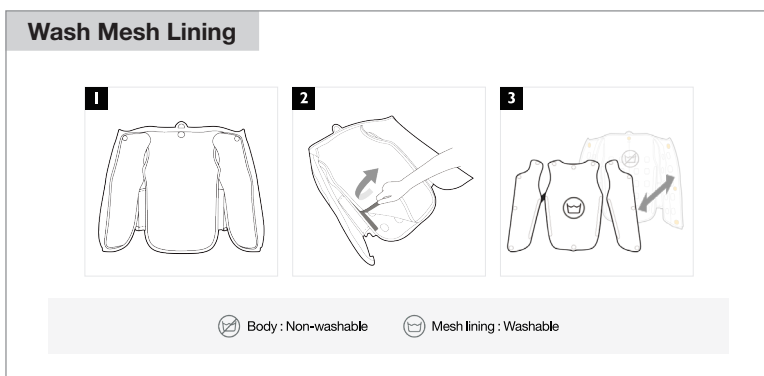 Wash Mesh Lining
1
2
3
Body : Non-washable
Mesh lining : Washable